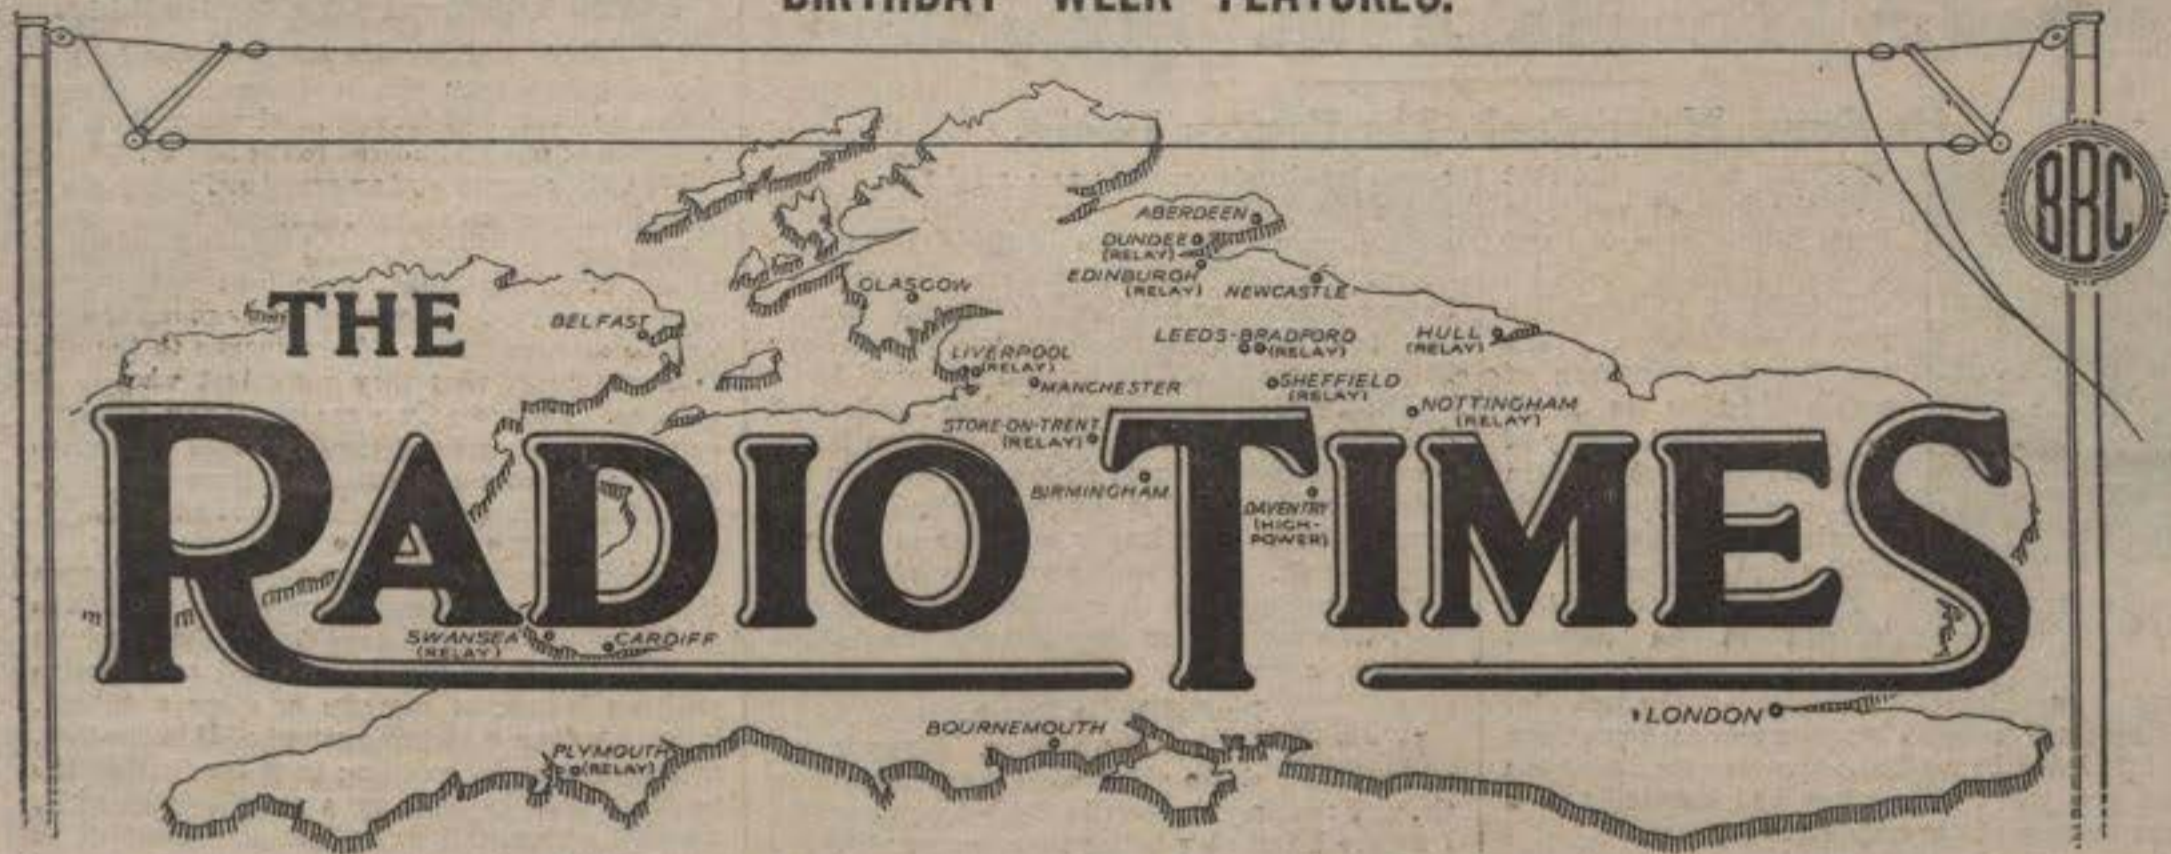 BIRTHDAY WEEK FEATURES.
BBC
ABERDEEN
DUNDEE
(RELAY)
EDINBURGH
(RELAY)
NEWCASTLE
GLASGOW
THE
BELFAST
LEEDS-BRADFORD
(RELAY)
HULL
(RELAY)
LIVERPOOL
(RELAY)
MANCHESTER
SHEFFIELD
(RELAY)
NOTTINGHAM
(RELAY)
STOKE-ON-TRENT
(RELAY)
RADIO TIMES
BIRMINGHAM
DAVENTRY
(HIGH-
POWER)
SWANSEA
(RELAY)
CARDIFF
LONDON
BOURNEMOUTH
PLYMOUTH
(RELAY)